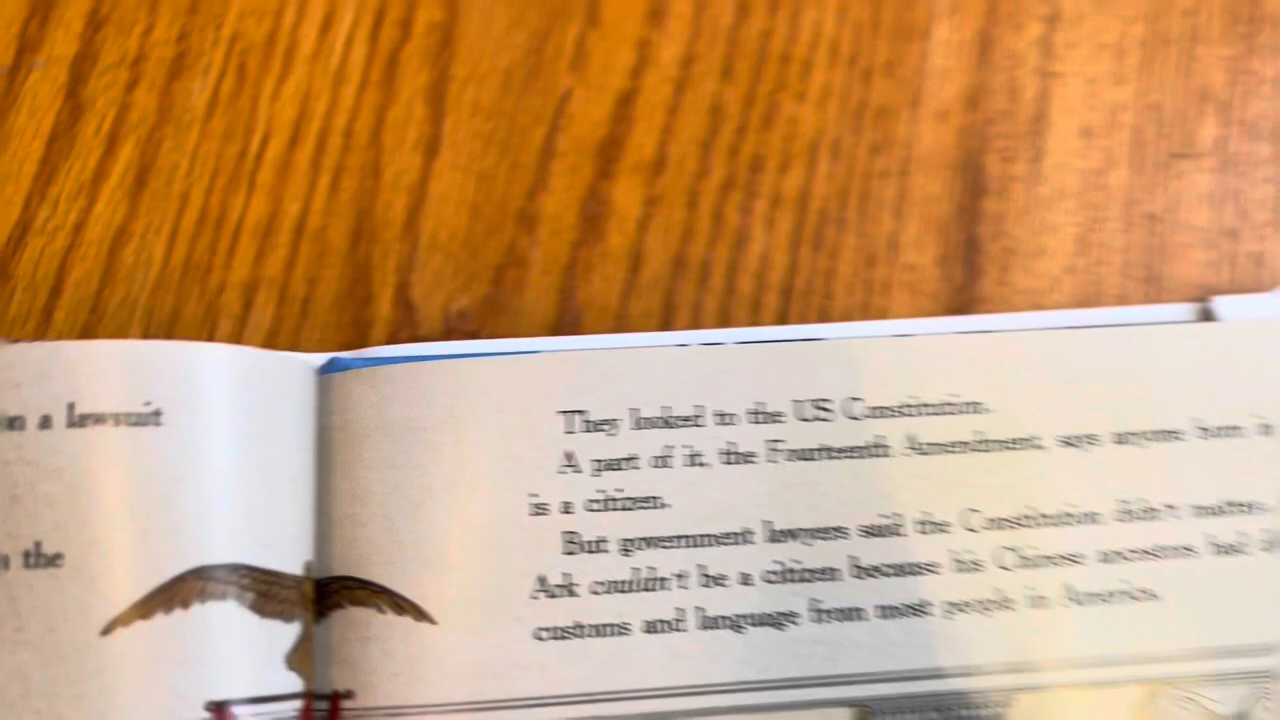 on a lawsuit
the
They looked to the US Constitution.
A part of it, the Fourteenth Amendment, says anyone born
is a citizen.
But government lawyers said the Constitution didn't matter.
Ark couldn't be a citizen because his Chinese ancestors had
customs and language from most people in America.